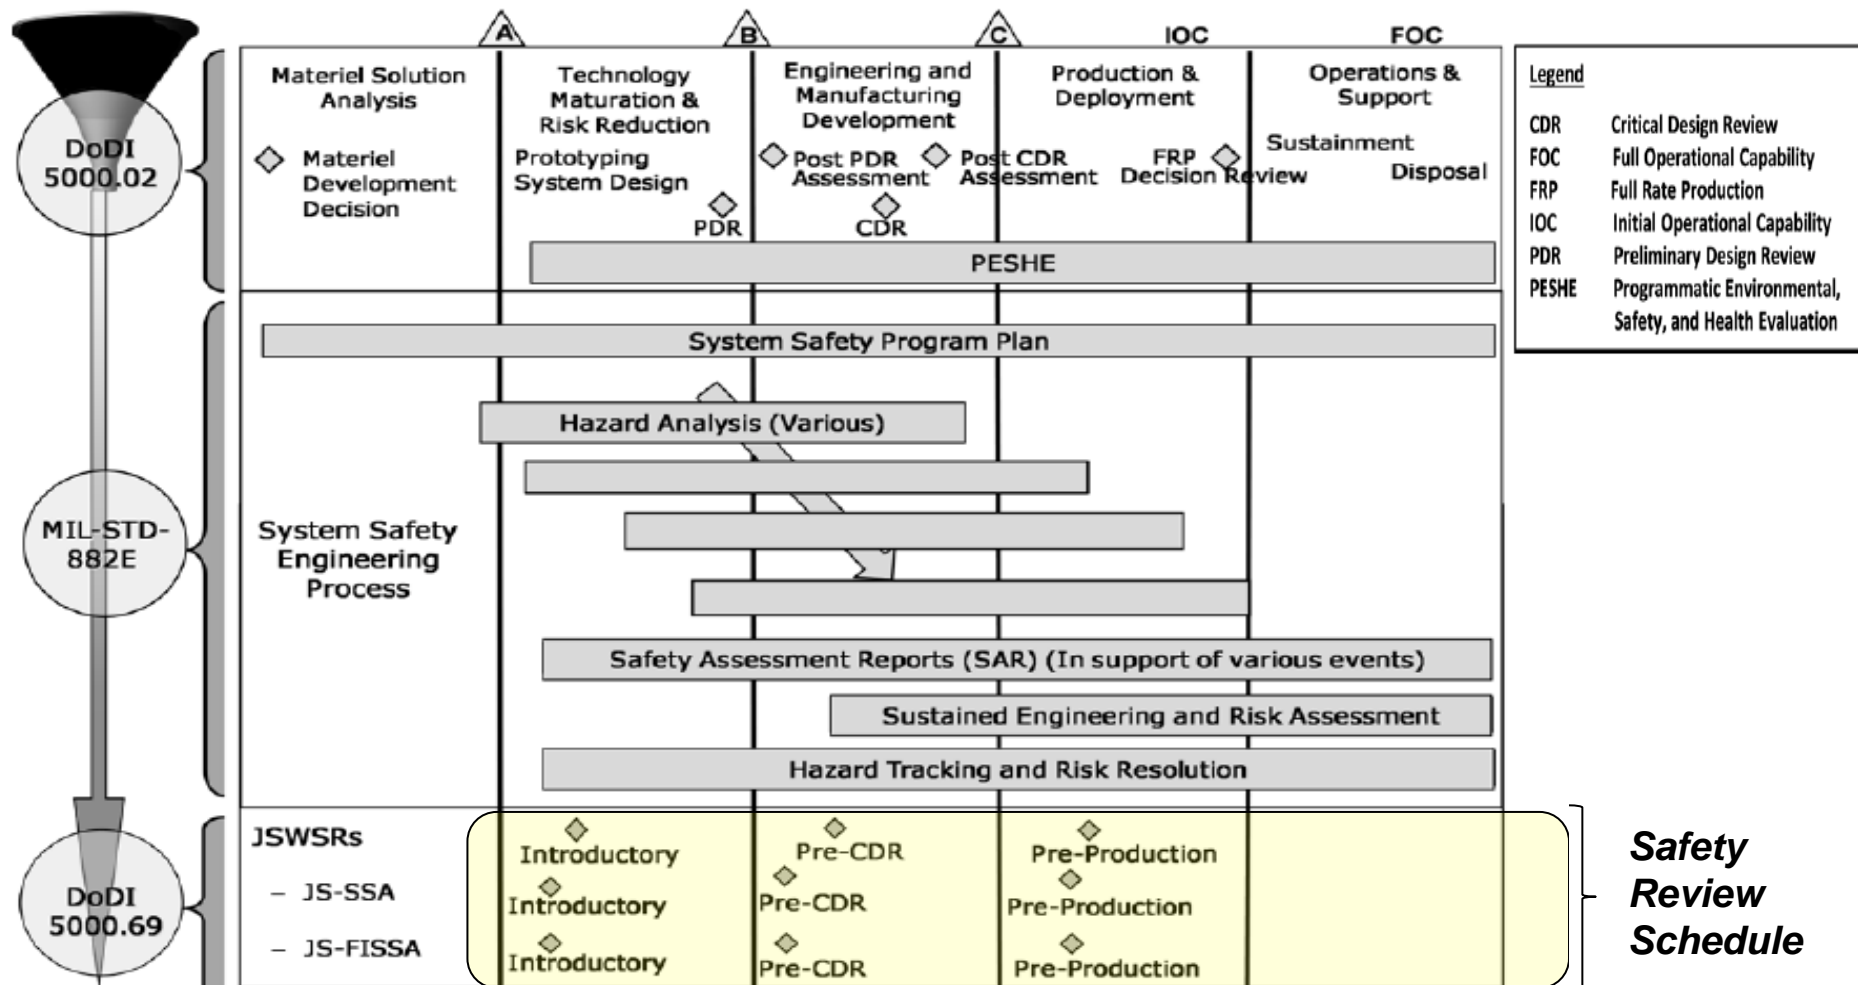 A
B
C
IOC
FOC
DoDI
5000.02
Materiel Solution
Analysis
Materiel
Development
Decision
Technology
Maturation &
Risk Reduction
Prototyping
System Design
PDR
Engineering and
Manufacturing
Development
Post PDR
Assessment
CDR
Post CDR
Assessment
Production &
Deployment
FRP
Decision Review
Operations &
Support
Sustainment
Disposal
PESHE
Legend
CDR Critical Design Review
FOC Full Operational Capability
FRP Full Rate Production
IOC Initial Operational Capability
PDR Preliminary Design Review
PESHE Programmatic Environmental,
Safety, and Health Evaluation
MIL-STD-
882E
System Safety
Engineering
Process
System Safety Program Plan
Hazard Analysis (Various)
Safety Assessment Reports (SAR) (In support of various events)
Sustained Engineering and Risk Assessment
Hazard Tracking and Risk Resolution
DoDI
5000.69
JSWSRs
Introductory
Pre-CDR
Pre-Production
– JS-SSA
Introductory
Pre-CDR
Pre-Production
– JS-FISSA
Introductory
Pre-CDR
Pre-Production
Safety
Review
Schedule